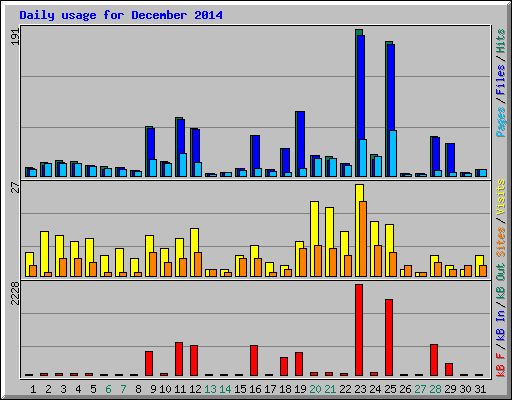 Daily usage for December 2014
191
Pages / Files / Hits
27
Sites / Visits
2228
kB F / kB In / kB Out
1 2 3 4 5 6 7 8 9 10 11 12 13 14 15 16 17 18 19 20 21 22 23 24 25 26 27 28 29 30 31